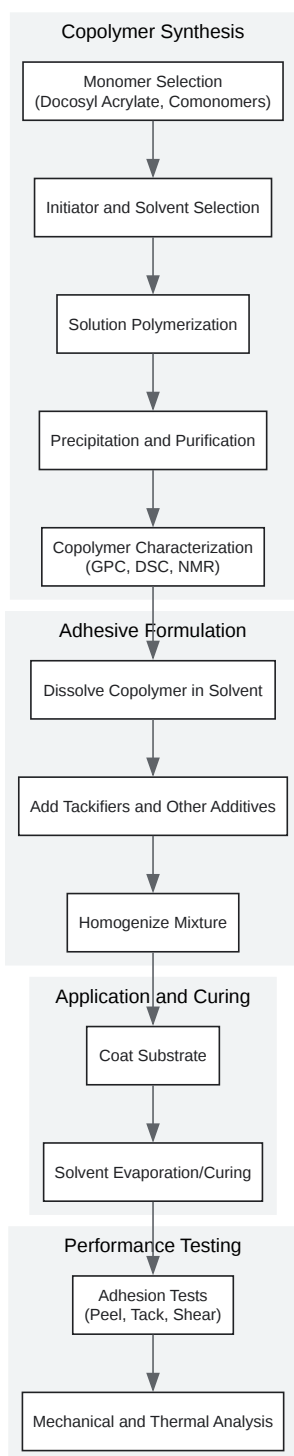 Copolymer Synthesis
Monomer Selection
(Docosyl Acrylate, Comonomers)
Initiator and Solvent Selection
Solution Polymerization
Precipitation and Purification
Copolymer Characterization
(GPC, DSC, NMR)
Adhesive Formulation
Dissolve Copolymer in Solvent
Add Tackifiers and Other Additives
Homogenize Mixture
Application and Curing
Coat Substrate
Solvent Evaporation/Curing
Performance Testing
Adhesion Tests
(Peel, Tack, Shear)
Mechanical and Thermal Analysis